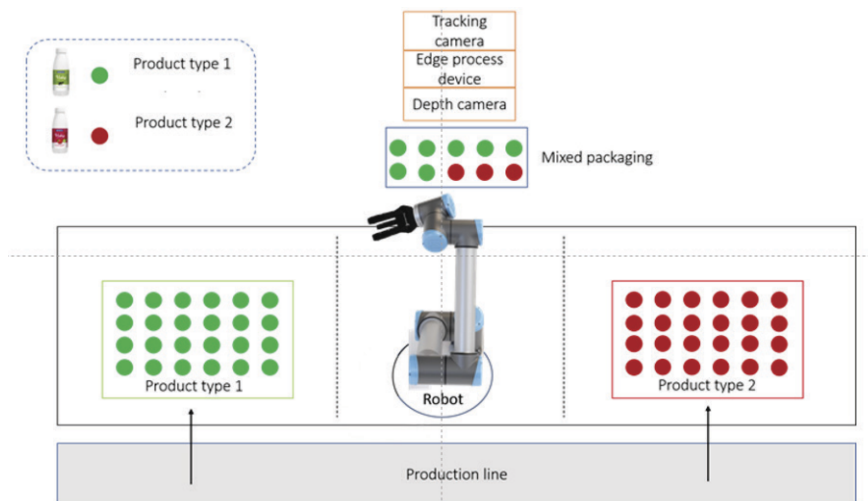 Tracking
camera
Edge process
device
Depth camera
Product type 1
Product type 2
Mixed packaging
Product type 1
Robot
Product type 2
Production line